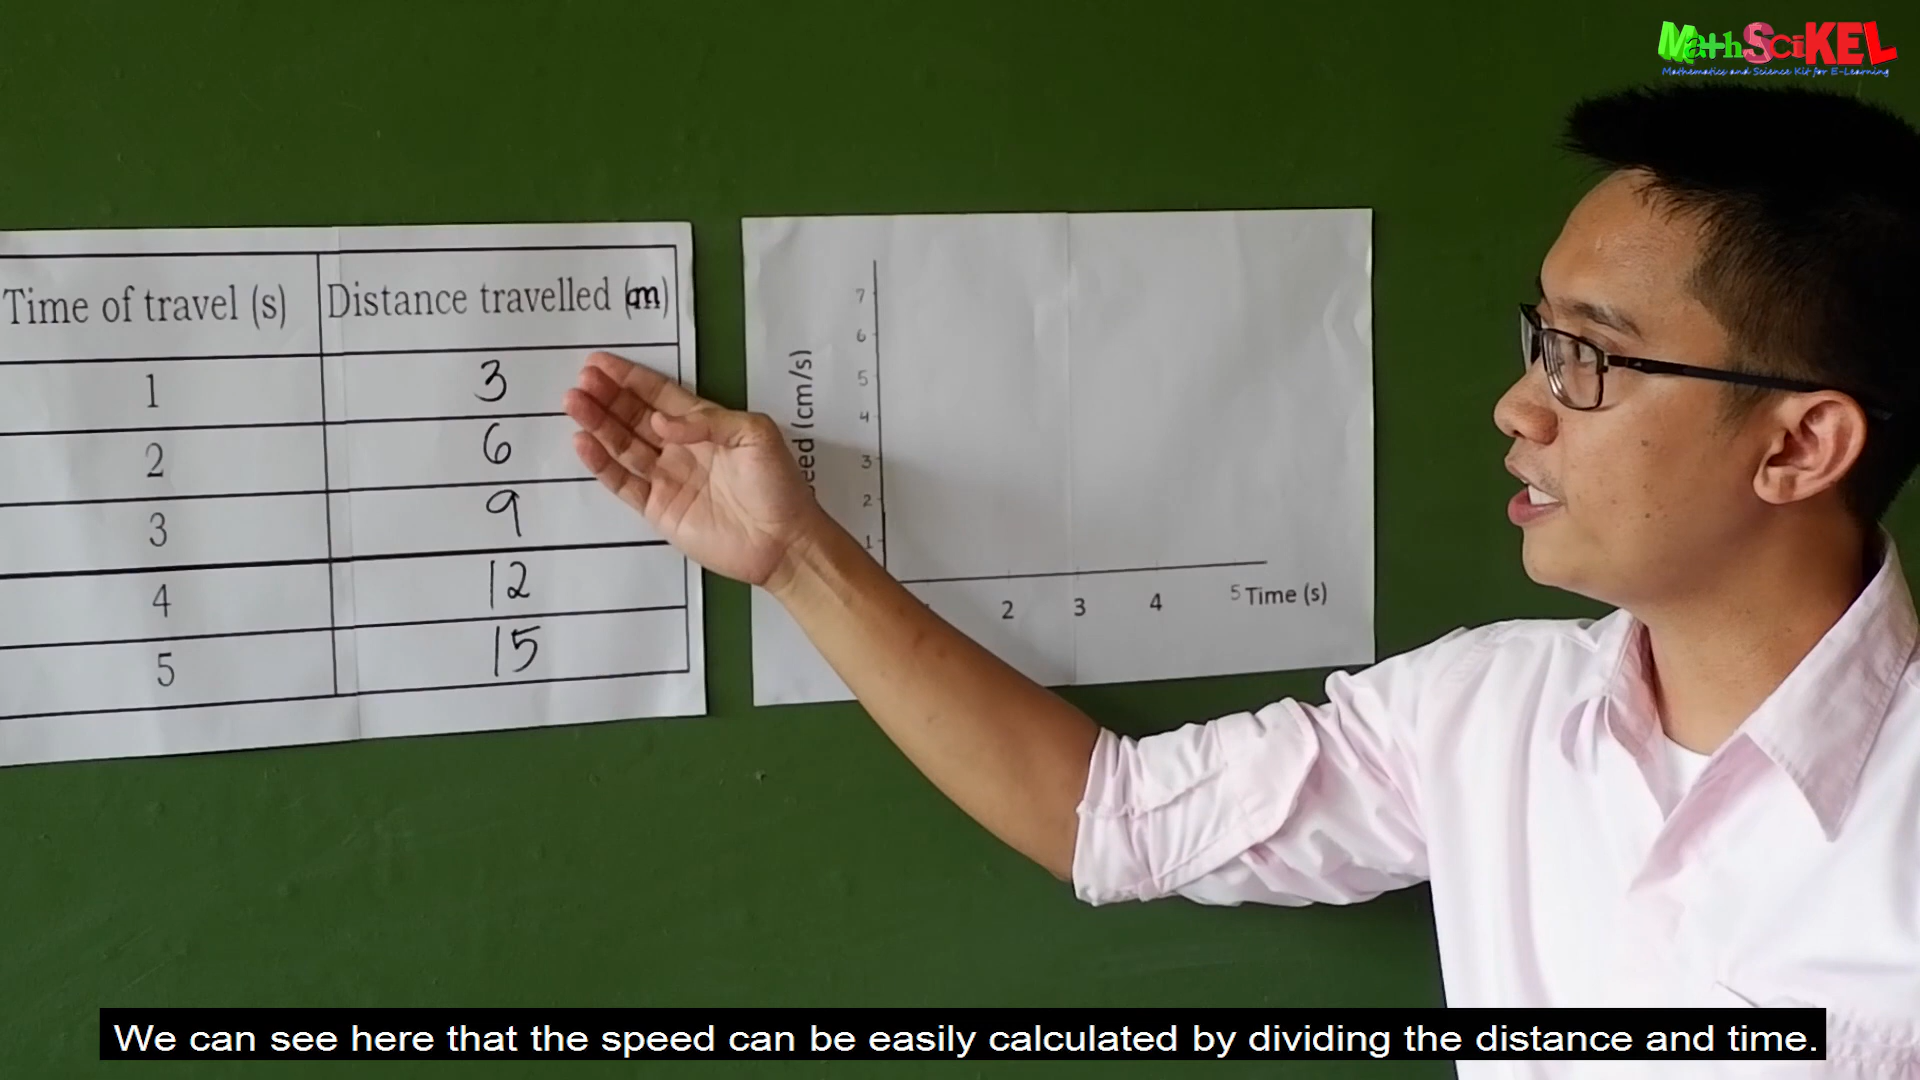 MathSciKEL
Mathematics and Science Kit for E-Learning
Time of travel (s) Distance travelled (cm)
1 3
2 6
3 9
4 12
5 15
7
6
5
4
3
2
1
(cm/s)
2 3 4 5 Time (s)
We can see here that the speed can be easily calculated by dividing the distance and time.